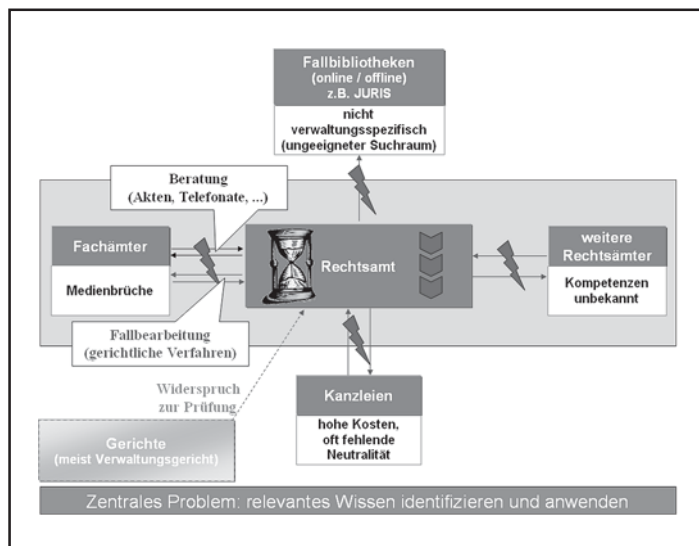 Fallbibliotheken
(online / offline)
z.B. JURIS
nicht
verwaltungsspezifisch
(ungeeigneter Suchraum)
Beratung
(Akten, Telefonate, ...)
Fachämter
Medienbrüche
Rechtsamt
weitere
Rechtsämter
Kompetenzen
unbekannt
Fallbearbeitung
(gerichtliche Verfahren)
Widerspruch
zur Prüfung
Kanzleien
hohe Kosten,
oft fehlende
Neutralität
Gerichte
(meist Verwaltungsgericht)
Zentrales Problem: relevantes Wissen identifizieren und anwenden